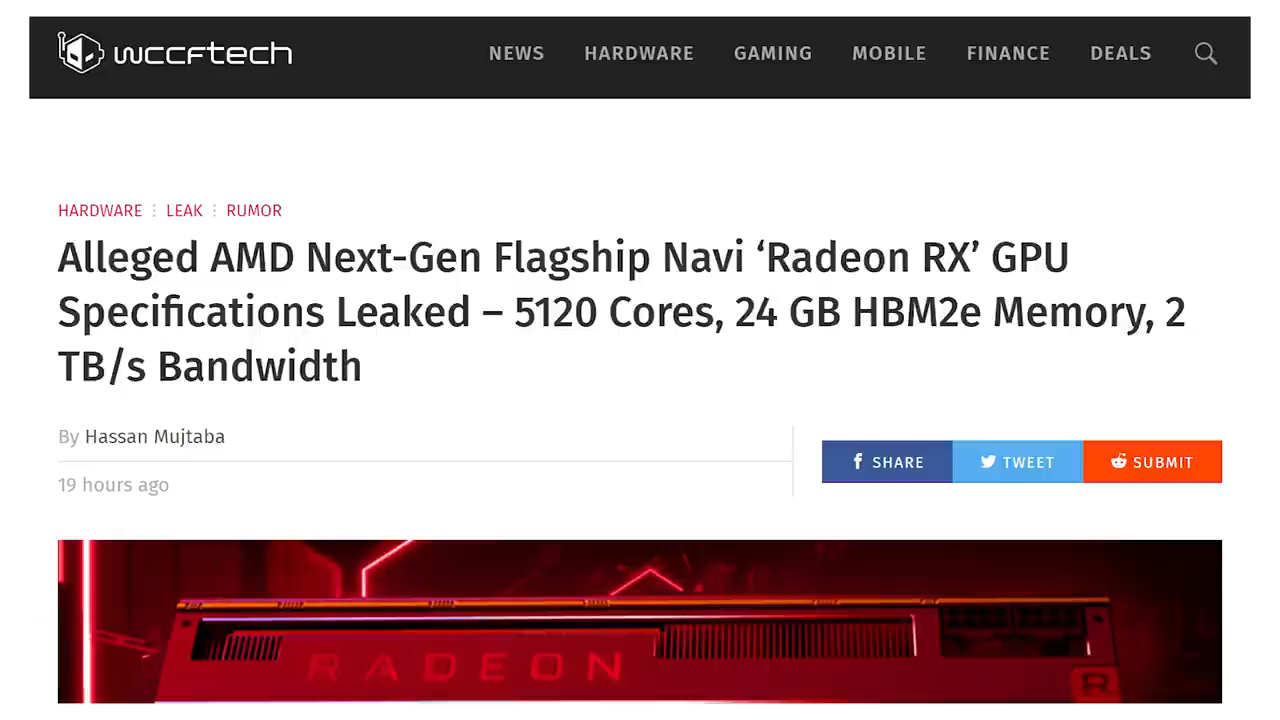 wccftech NEWS HARDWARE GAMING MOBILE FINANCE DEALS
HARDWARE ⋮ LEAK ⋮ RUMOR
Alleged AMD Next-Gen Flagship Navi ‘Radeon RX’ GPU
Specifications Leaked – 5120 Cores, 24 GB HBM2e Memory, 2
TB/s Bandwidth
By Hassan Mujtaba
SHARE TWEET SUBMIT
19 hours ago
RADEON
R